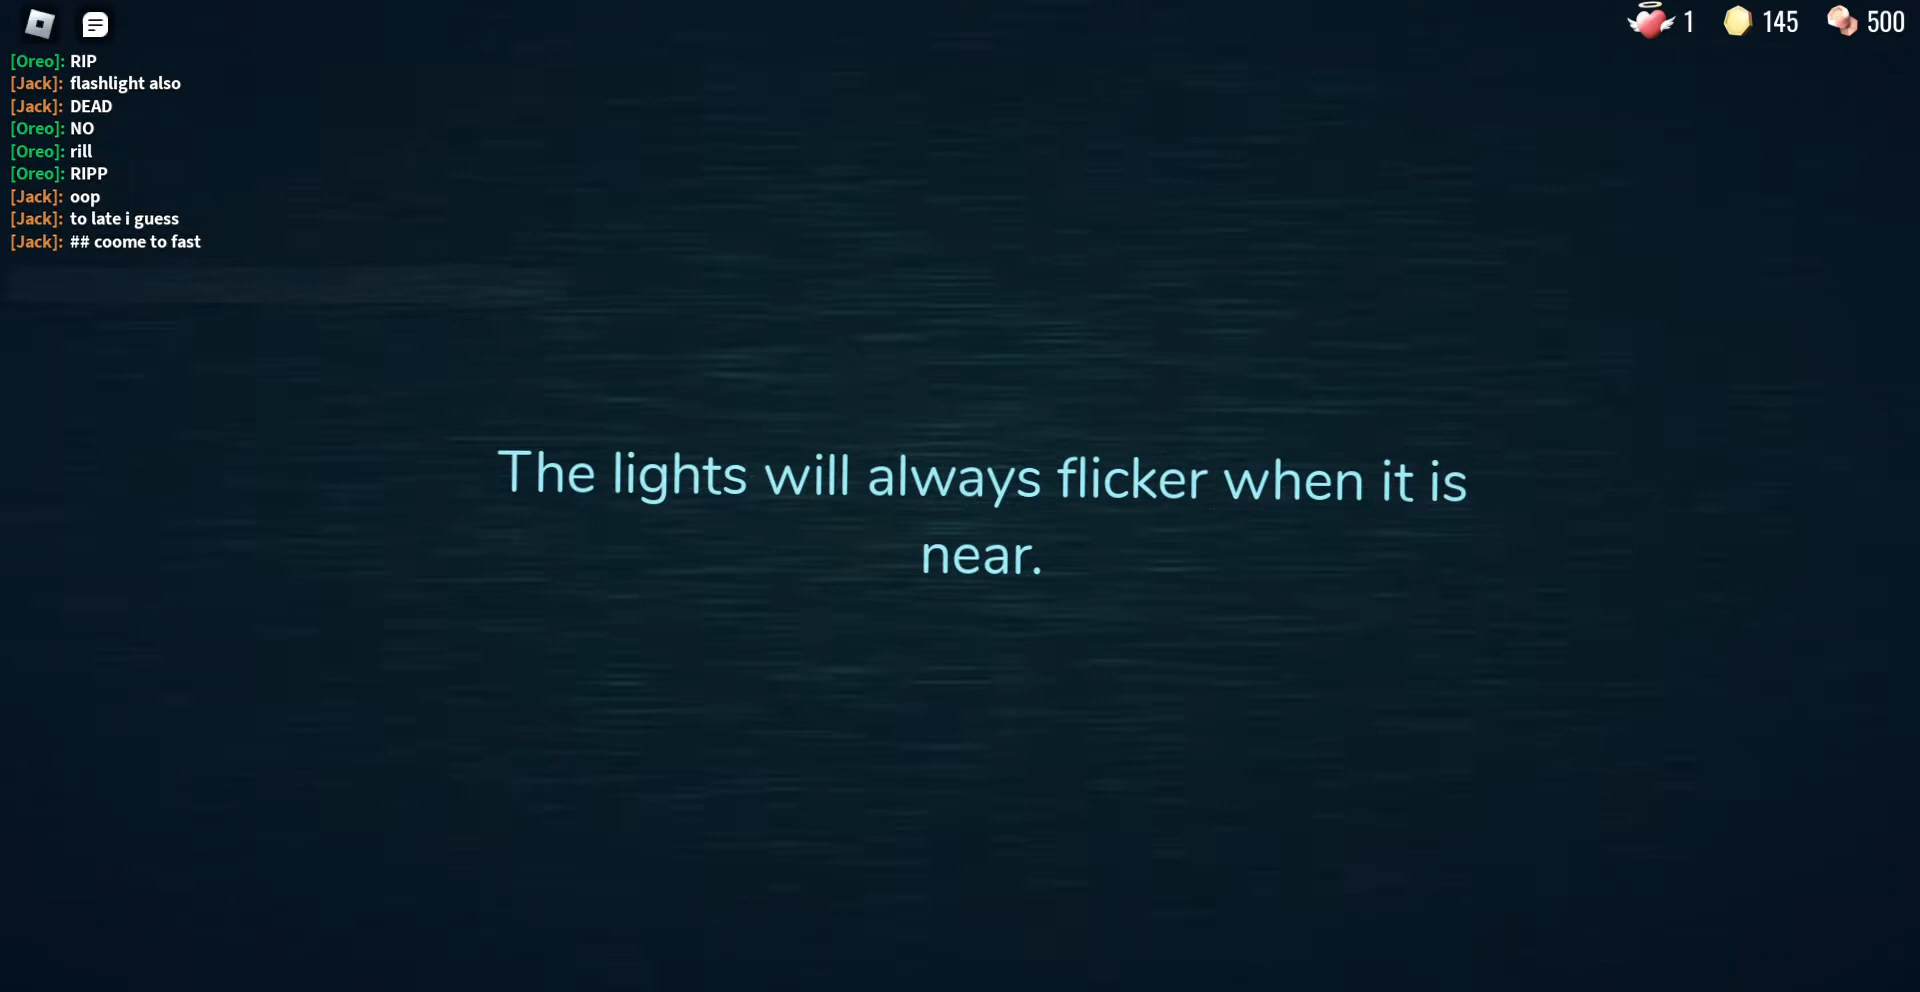 1
145
500
[Oreo]: RIP
[Jack]: flashlight also
[Jack]: DEAD
[Oreo]: NO
[Oreo]: rill
[Oreo]: RIPP
[Jack]: oop
[Jack]: to late i guess
[Jack]: ## coome to fast
The lights will always flicker when it is
near.